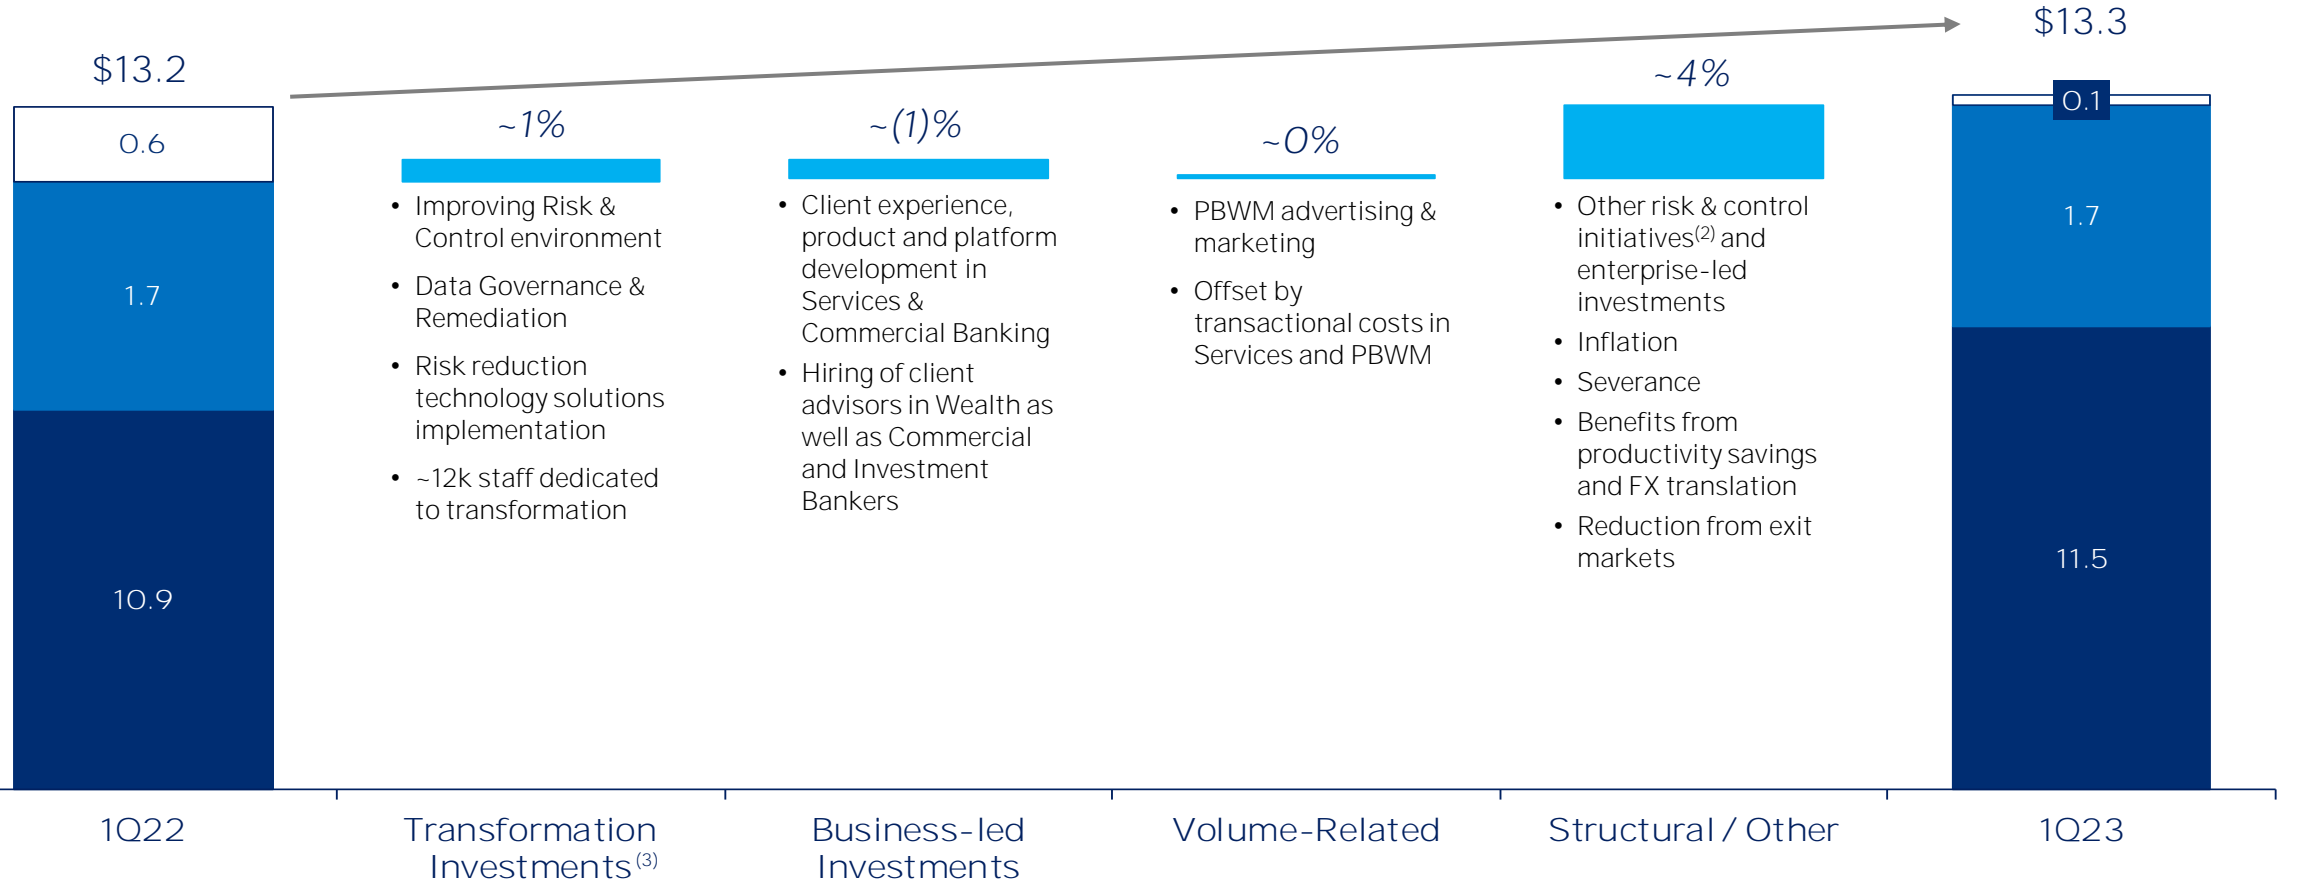 $13.2
0.6
1.7
10.9
~1%
• Improving Risk &
Control environment
• Data Governance &
Remediation
• Risk reduction
technology solutions
implementation
• ~12k staff dedicated
to transformation
~(1)%
• Client experience,
product and platform
development in
Services &
Commercial Banking
• Hiring of client
advisors in Wealth as
well as Commercial
and Investment
Bankers
~0%
• PBWM advertising &
marketing
• Offset by
transactional costs in
Services and PBWM
~4%
• Other risk & control
initiatives(2) and
enterprise-led
investments
• Inflation
• Severance
• Benefits from
productivity savings
and FX translation
• Reduction from exit
markets
$13.3
0.1
1.7
11.5
1Q22
Transformation
Investments(3)
Business-led
Investments
Volume-Related
Structural / Other
1Q23